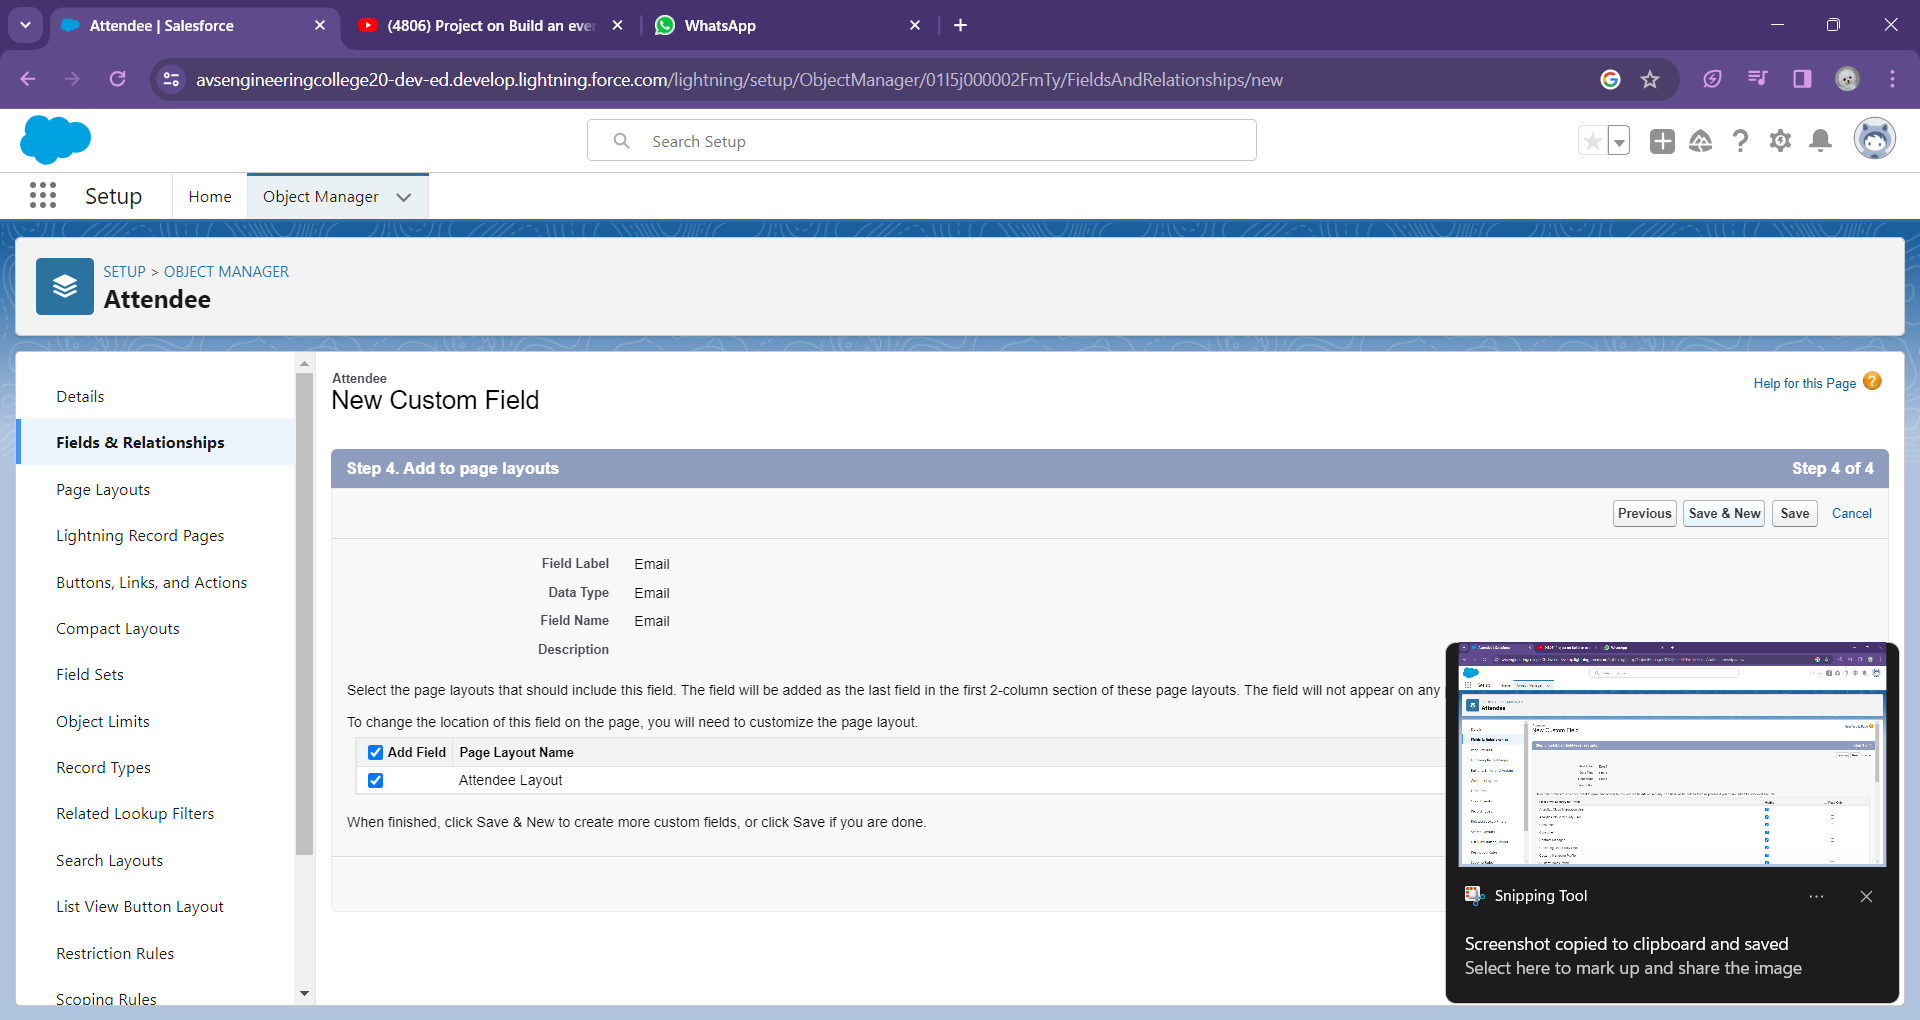 Attendee | Salesforce
(4806) Project on Build an eve
WhatsApp
avsengineeringcollege20-dev-ed.develop.lightning.force.com/lightning/setup/ObjectManager/01I5j000002FmTy/FieldsAndRelationships/new
Search Setup
Setup
Home
Object Manager
SETUP > OBJECT MANAGER
Attendee
Details
Fields & Relationships
Page Layouts
Lightning Record Pages
Buttons, Links, and Actions
Compact Layouts
Field Sets
Object Limits
Record Types
Related Lookup Filters
Search Layouts
List View Button Layout
Restriction Rules
Scoping Rules
Attendee
New Custom Field
Help for this Page
Step 4. Add to page layouts
Step 4 of 4
Previous
Save & New
Save
Cancel
Field Label Email
Data Type Email
Field Name Email
Description
Select the page layouts that should include this field. The field will be added as the last field in the first 2-column section of these page layouts. The field will not appear on any
To change the location of this field on the page, you will need to customize the page layout.
Add Field Page Layout Name
Attendee Layout
When finished, click Save & New to create more custom fields, or click Save if you are done.
Snipping Tool
Screenshot copied to clipboard and saved
Select here to mark up and share the image